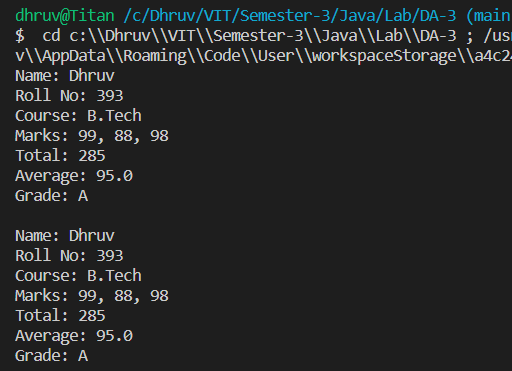 dhruv@Titan /c/Dhruv/VIT/Semester-3/Java/Lab/DA-3 (main
$  cd c:\\Dhruv\\VIT\\Semester-3\\Java\\Lab\\DA-3 ; /us
v\\AppData\\Roaming\\Code\\User\\workspaceStorage\\a4c24
Name: Dhruv
Roll No: 393
Course: B.Tech
Marks: 99, 88, 98
Total: 285
Average: 95.0
Grade: A

Name: Dhruv
Roll No: 393
Course: B.Tech
Marks: 99, 88, 98
Total: 285
Average: 95.0
Grade: A